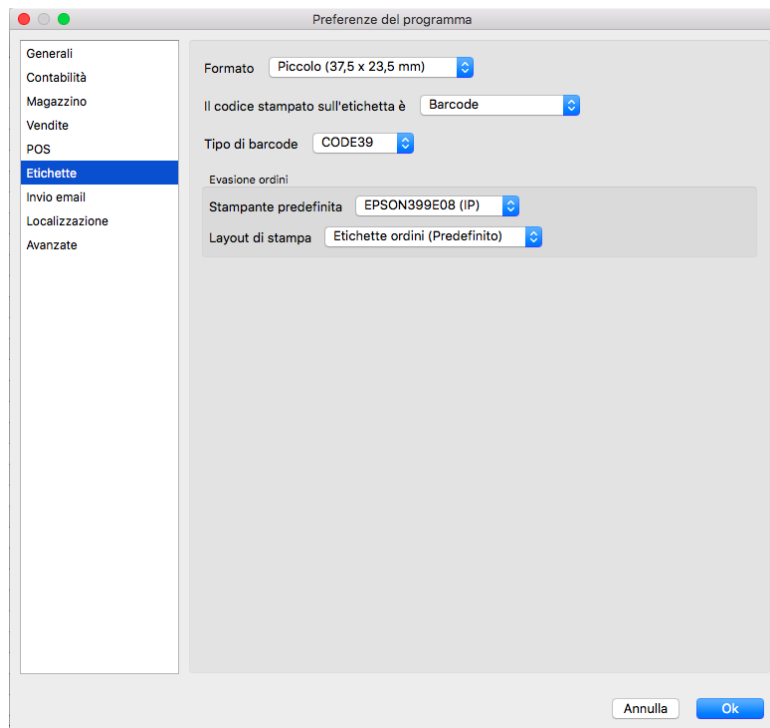 Preferenze del programma
Generali
Contabilità
Magazzino
Vendite
POS
Etichette
Invio email
Localizzazione
Avanzate
Formato Piccolo (37,5 x 23,5 mm)
Il codice stampato sull'etichetta è Barcode
Tipo di barcode CODE39
Evasione ordini
Stampante predefinita EPSON399E08 (IP)
Layout di stampa Etichette ordini (Predefinito)
Annulla Ok